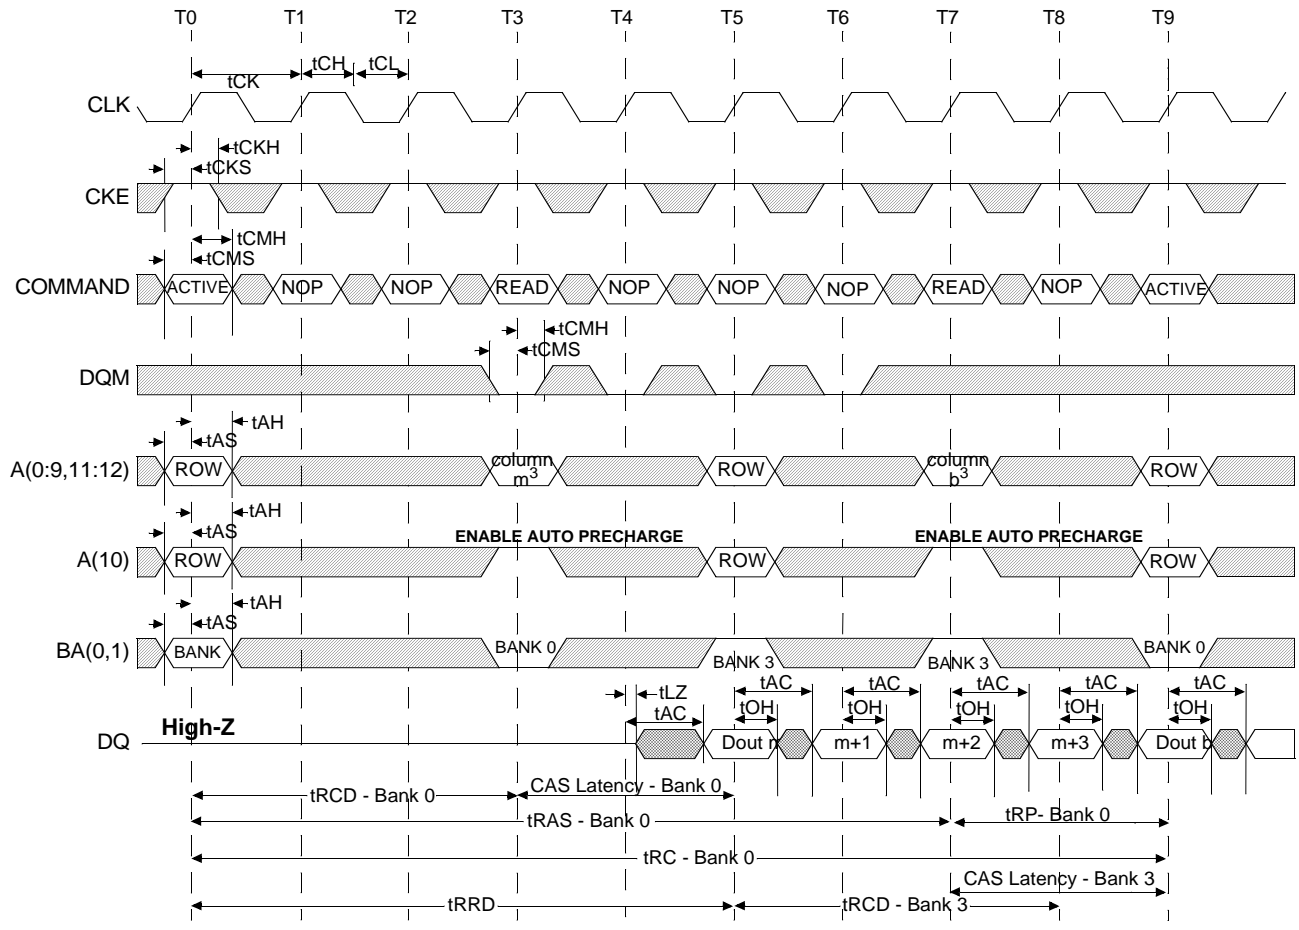 T0 T1 T2 T3 T4 T5 T6 T7 T8 T9
tCH tCL
tCK
CLK
tCKH
tCKS
CKE
tCMH
tCMS
COMMAND ACTIVE NOP NOP READ NOP NOP NOP READ NOP ACTIVE
tCMH
tCMS
DQM
tAH
tAS
A(0:9,11:12) ROW column m3 ROW column b3 ROW
tAH
tAS ENABLE AUTO PRECHARGE ENABLE AUTO PRECHARGE
A(10) ROW ROW ROW
tAH
tAS
BA(0,1) BANK BANK 0 BANK 3 BANK 3 BANK 0
tLZ tAC tAC tAC tAC tAC
tAC tOH tOH tOH tOH tOH
High-Z
DQ Dout m m+1 m+2 m+3 Dout b
tRCD - Bank 0 CAS Latency - Bank 0
tRAS - Bank 0 tRP- Bank 0
tRC - Bank 0
CAS Latency - Bank 3
tRRD tRCD - Bank 3